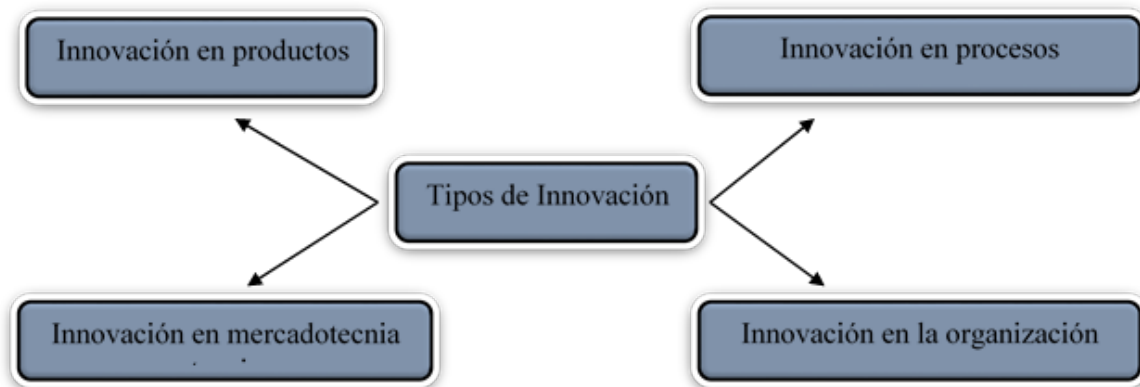 Innovación en productos
Innovación en procesos
Tipos de Innovación
Innovación en mercadotecnia
Innovación en la organización